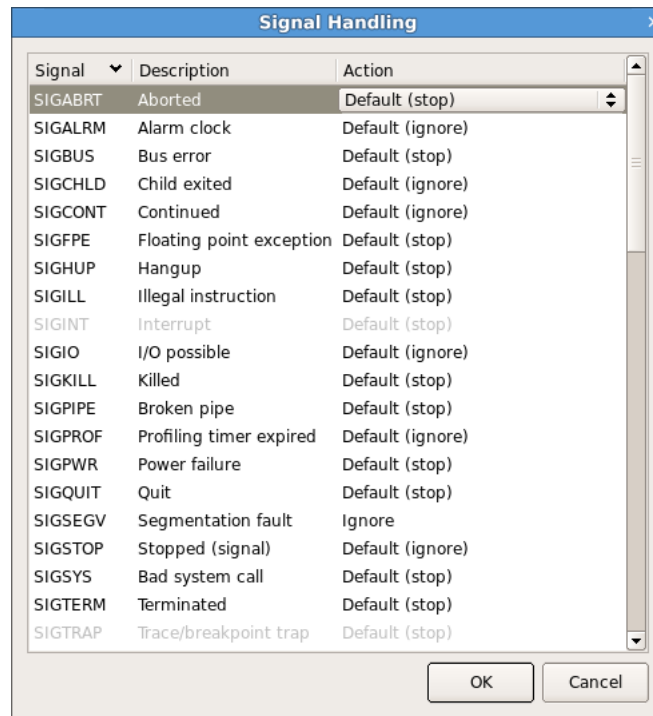 Signal Handling
Signal Description Action
SIGABRT Aborted Default (stop)
SIGALRM Alarm clock Default (ignore)
SIGBUS Bus error Default (stop)
SIGCHLD Child exited Default (ignore)
SIGCONT Continued Default (ignore)
SIGFPE Floating point exception Default (stop)
SIGHUP Hangup Default (stop)
SIGILL Illegal instruction Default (stop)
SIGINT Interrupt Default (stop)
SIGIO I/O possible Default (ignore)
SIGKILL Killed Default (stop)
SIGPIPE Broken pipe Default (stop)
SIGPROF Profiling timer expired Default (ignore)
SIGPWR Power failure Default (stop)
SIGQUIT Quit Default (stop)
SIGSEGV Segmentation fault Ignore
SIGSTOP Stopped (signal) Default (ignore)
SIGSYS Bad system call Default (stop)
SIGTERM Terminated Default (stop)
SIGTRAP Trace/breakpoint trap Default (stop)
OK Cancel